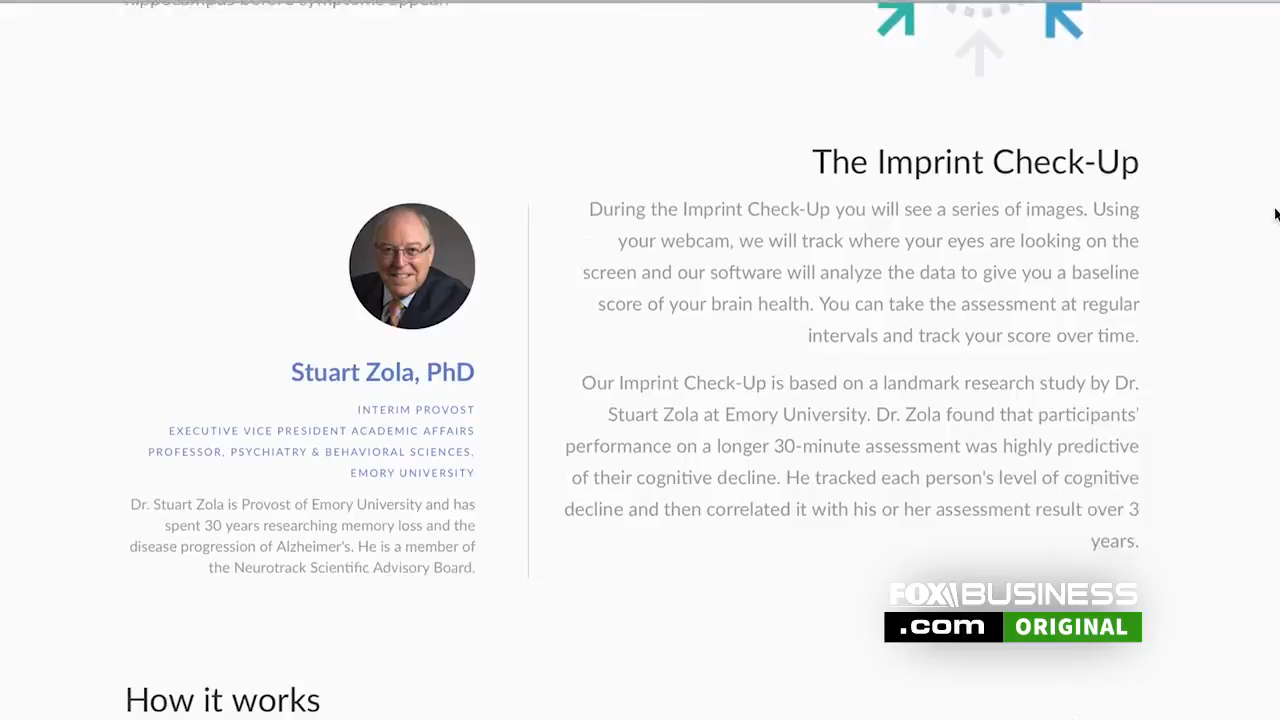 hippocampus before symptoms appear
The Imprint Check-Up
During the Imprint Check-Up you will see a series of images. Using
your webcam, we will track where your eyes are looking on the
screen and our software will analyze the data to give you a baseline
score of your brain health. You can take the assessment at regular
intervals and track your score over time.
Our Imprint Check-Up is based on a landmark research study by Dr.
Stuart Zola at Emory University. Dr. Zola found that participants'
performance on a longer 30-minute assessment was highly predictive
of their cognitive decline. He tracked each person's level of cognitive
decline and then correlated it with his or her assessment result over 3
years.
Stuart Zola, PhD
INTERIM PROVOST
EXECUTIVE VICE PRESIDENT ACADEMIC AFFAIRS
PROFESSOR, PSYCHIATRY & BEHAVIORAL SCIENCES,
EMORY UNIVERSITY
Dr. Stuart Zola is Provost of Emory University and has
spent 30 years researching memory loss and the
disease progression of Alzheimer's. He is a member of
the Neurotrack Scientific Advisory Board.
FOX BUSINESS
.com ORIGINAL
How it works